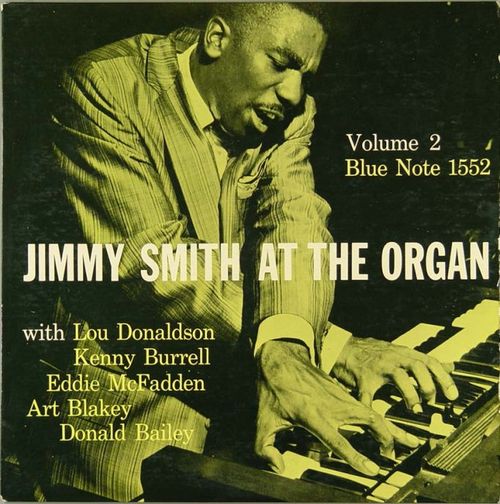 Volume 2
Blue Note 1552
JIMMY SMITH AT THE ORGAN
with Lou Donaldson
Kenny Burrell
Eddie McFadden
Art Blakey
Donald Bailey